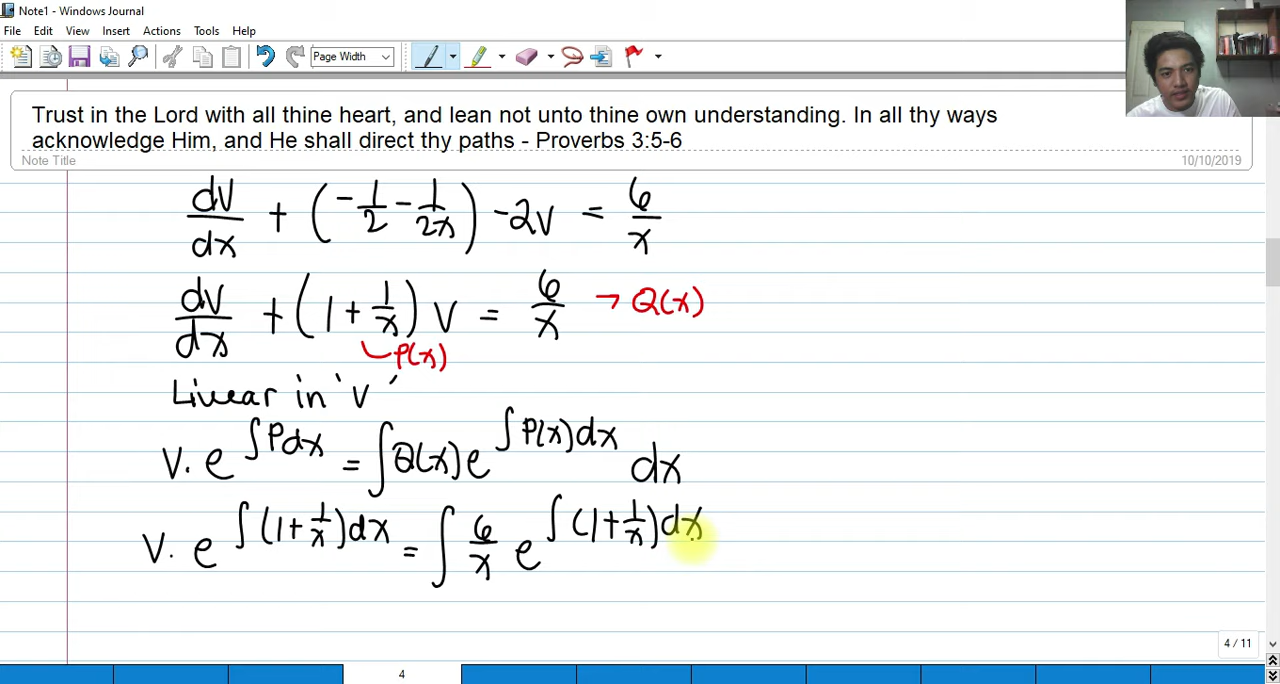 Note1 - Windows Journal
File Edit View Insert Actions Tools Help
Page Width
Trust in the Lord with all thine heart, and lean not unto thine own understanding. In all thy ways
acknowledge Him, and He shall direct thy paths - Proverbs 3:5-6
Note Title 10/10/2019
dv/dx + (-1/2 - 1/2x) -2v = 6/x
dv/dx + (1 + 1/x) v = 6/x → Q(x)
P(x)
Linear in 'v'
v. e^∫Pdx = ∫Q(x)e^∫P(x)dx dx
v. e^∫(1+1/x)dx = ∫ 6/x e^∫(1+1/x)dx
4 / 11
4